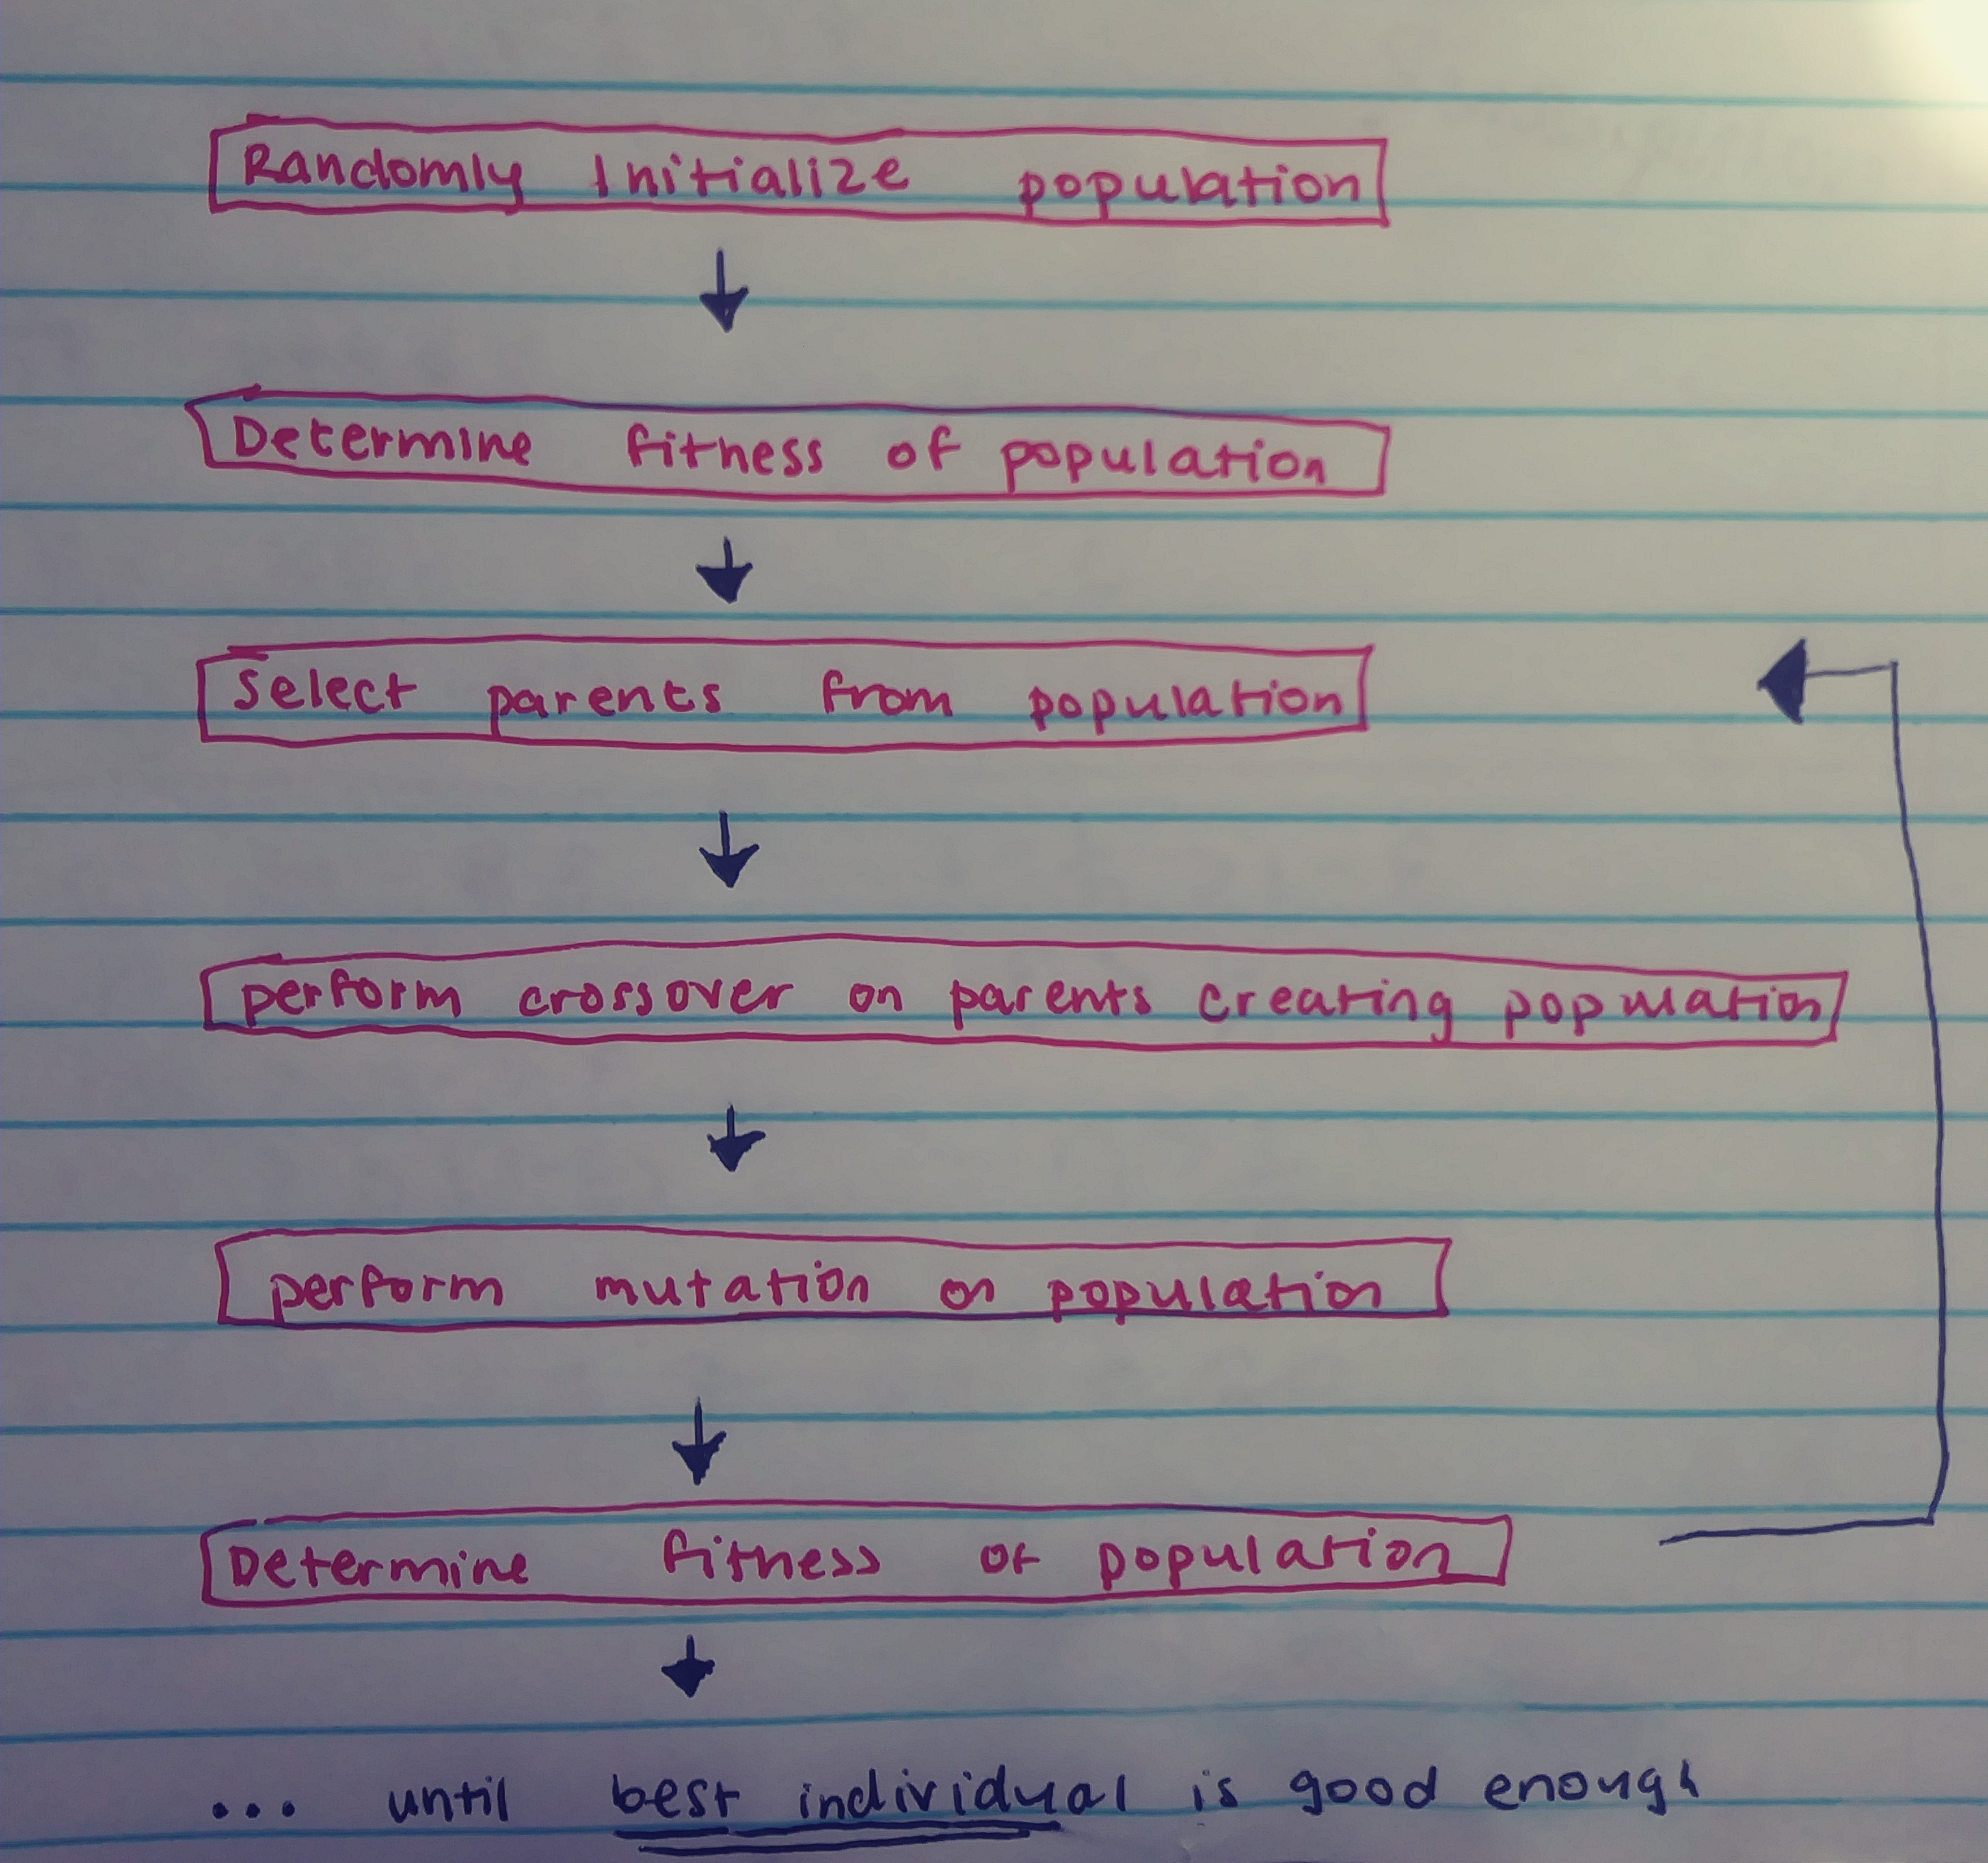 Randomly Initialize population
Determine fitness of population
Select parents from population
perform crossover on parents creating population
perform mutation on population
Determine fitness of population
... until best individual is good enough